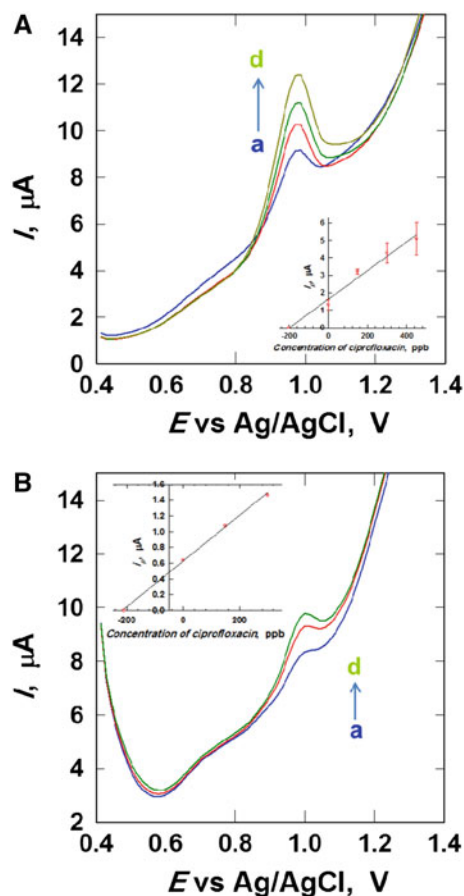 A
14
12
10
8
6
4
2
0
I, μA
d
a
6
5
4
3
2
1
0
Ip, μA
-200 0 200 400
Concentration of ciprofloxacin, ppb
0.4 0.6 0.8 1.0 1.2 1.4
E vs Ag/AgCl, V
B
14
12
10
8
6
4
2
I, μA
1.6
1.4
1.2
1.0
0.8
0.6
0.4
0.2
0.0
Ip, μA
-200 0 200
Concentration of ciprofloxacin, ppb
d
a
0.4 0.6 0.8 1.0 1.2 1.4
E vs Ag/AgCl, V